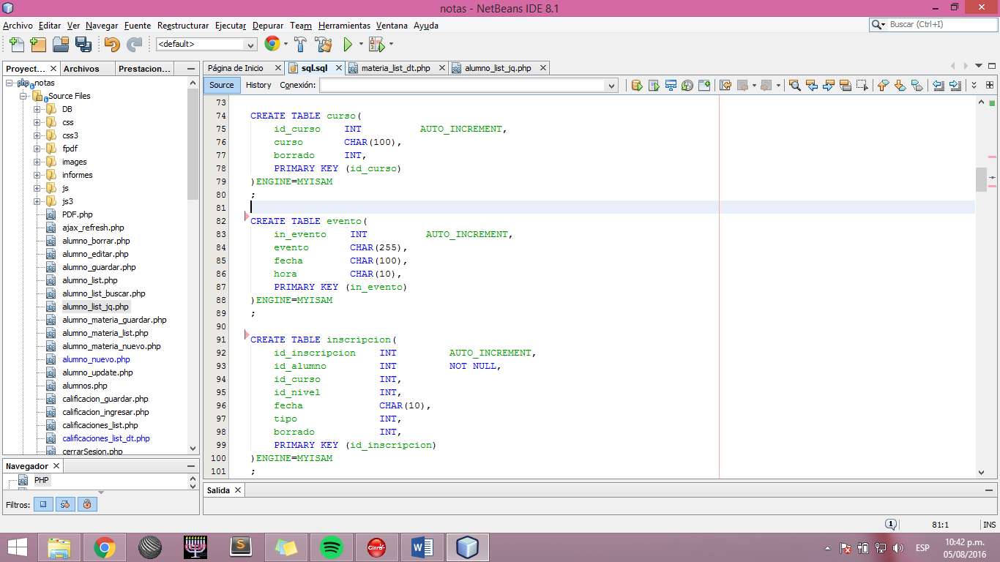 notas - NetBeans IDE 8.1
Archivo Editar Ver Navegar Fuente Reestructurar Ejecutar Depurar Team Herramientas Ventana Ayuda
Buscar (Ctrl+I)
<default>
Proyect... Archivos Prestacion...
notas
Source Files
DB
css
css3
fpdf
images
informes
js
js3
PDF.php
ajax_refresh.php
alumno_borrar.php
alumno_editar.php
alumno_guardar.php
alumno_list.php
alumno_list_buscar.php
alumno_list_jq.php
alumno_materia_guardar.php
alumno_materia_list.php
alumno_materia_nuevo.php
alumno_nuevo.php
alumno_update.php
alumnos.php
calificacion_guardar.php
calificacion_ingresar.php
calificaciones_list.php
calificaciones_list_dt.php
cerrarSesion.php
Navegador
PHP
Filtros:
Página de Inicio sql.sql materia_list_dt.php alumno_list_jq.php
Source History Conexión:
73
74 CREATE TABLE curso(
75 id_curso INT AUTO_INCREMENT,
76 curso CHAR(100),
77 borrado INT,
78 PRIMARY KEY (id_curso)
79 )ENGINE=MYISAM
80 ;
81
82 CREATE TABLE evento(
83 in_evento INT AUTO_INCREMENT,
84 evento CHAR(255),
85 fecha CHAR(100),
86 hora CHAR(10),
87 PRIMARY KEY (in_evento)
88 )ENGINE=MYISAM
89 ;
90
91 CREATE TABLE inscripcion(
92 id_inscripcion INT AUTO_INCREMENT,
93 id_alumno INT NOT NULL,
94 id_curso INT,
95 id_nivel INT,
96 fecha CHAR(10),
97 tipo INT,
98 borrado INT,
99 PRIMARY KEY (id_inscripcion)
100 )ENGINE=MYISAM
101 ;
Salida
1 81:1 INS
ESP
10:42 p.m.
05/08/2016